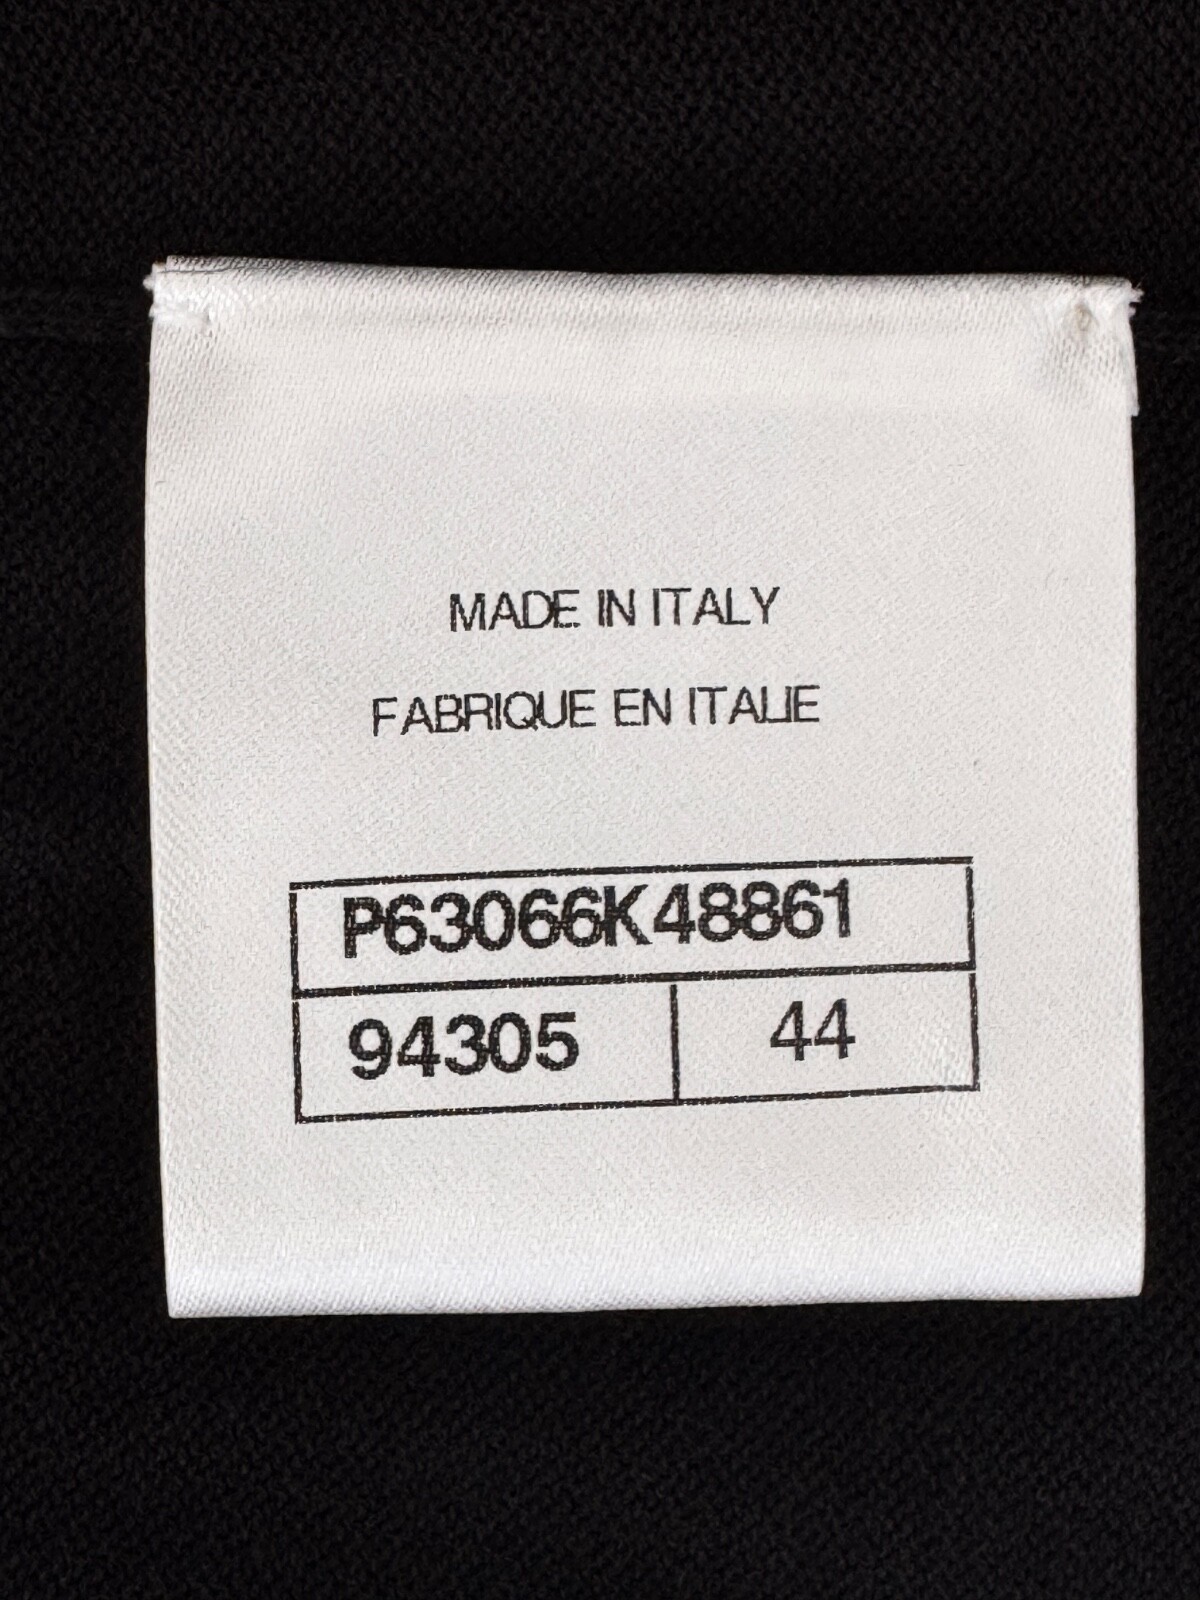 MADE IN ITALY
FABRIQUE EN ITALIE
P63066K48861
94305 44